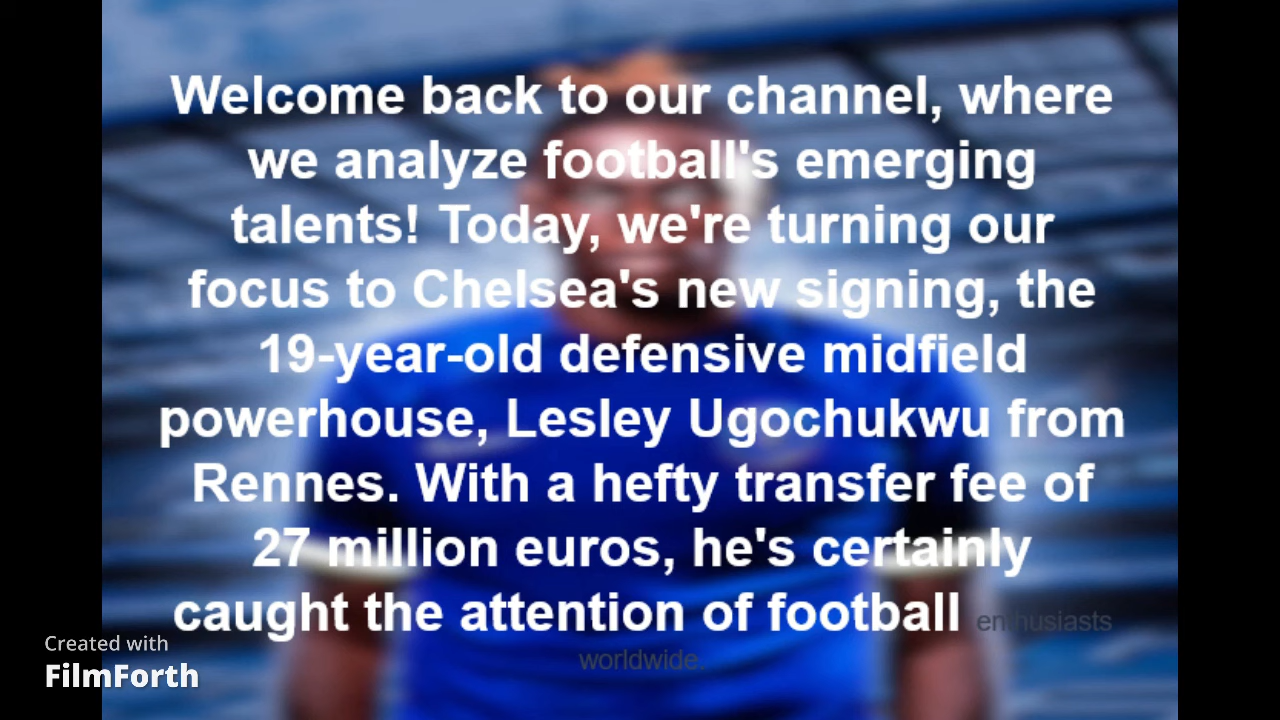 Welcome back to our channel, where
we analyze football's emerging
talents! Today, we're turning our
focus to Chelsea's new signing, the
19-year-old defensive midfield
powerhouse, Lesley Ugochukwu from
Rennes. With a hefty transfer fee of
27 million euros, he's certainly
caught the attention of football enthusiasts
worldwide.
Created with
FilmForth